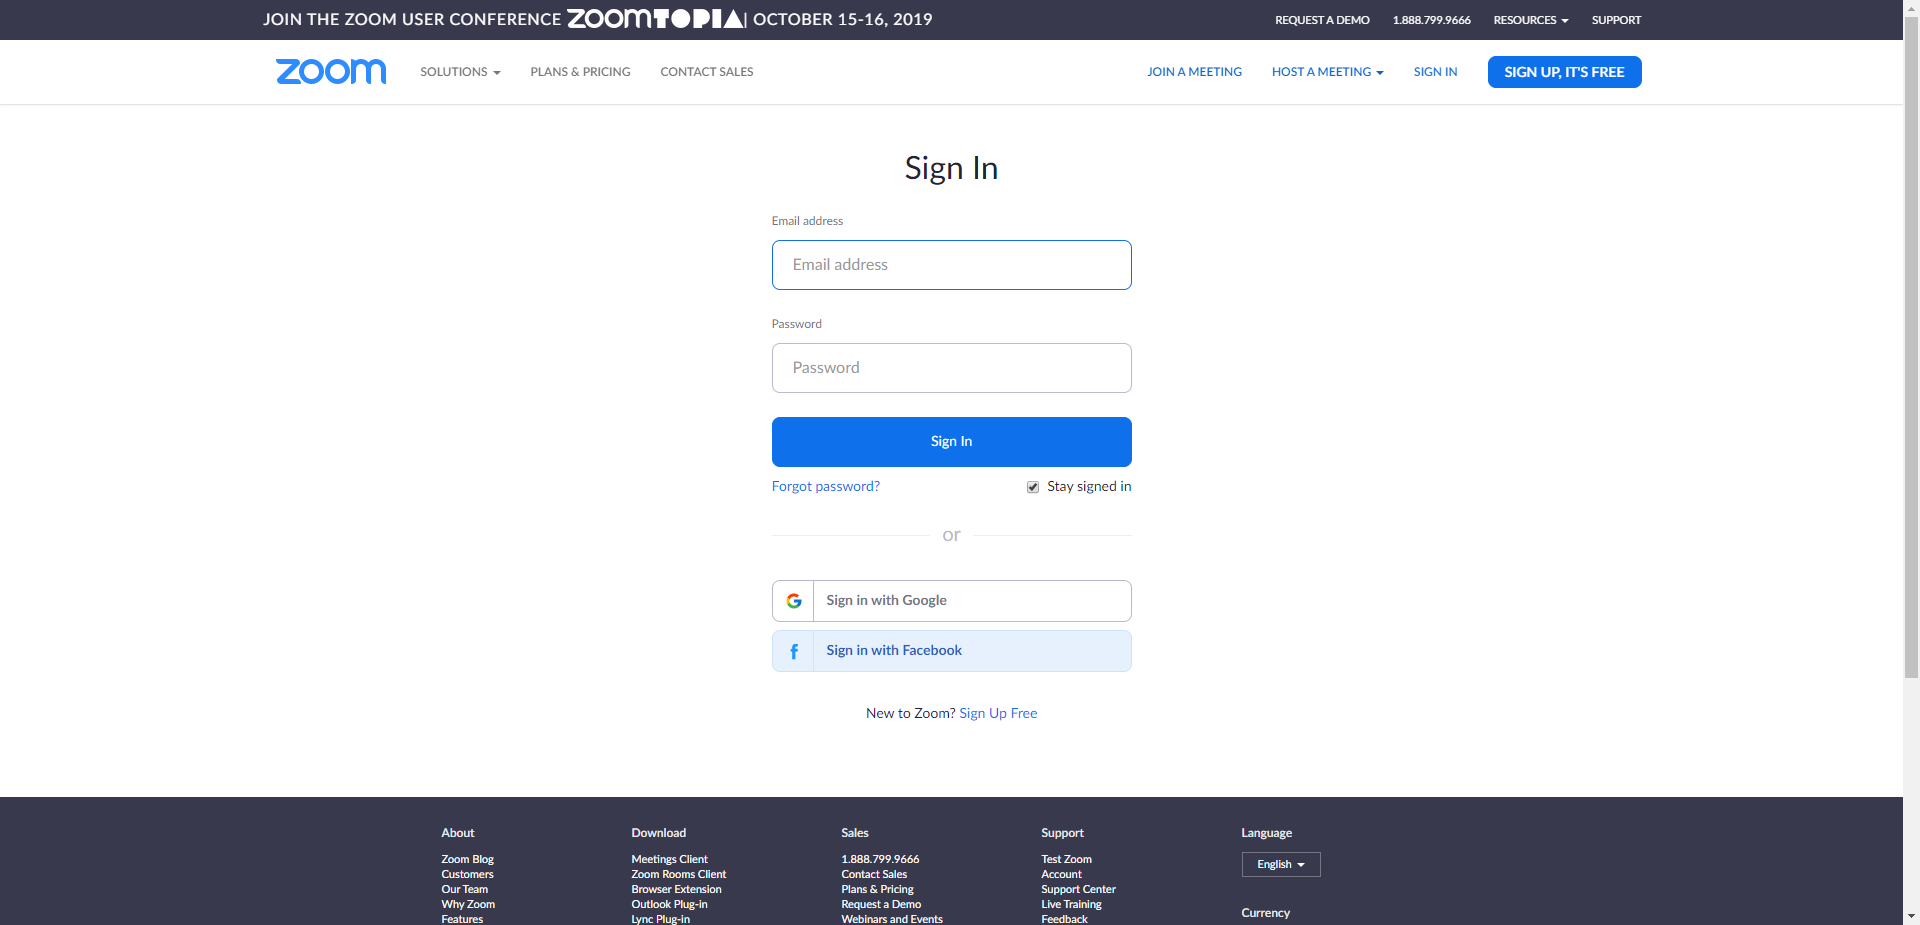 JOIN THE ZOOM USER CONFERENCE ZOOMTOPIA| OCTOBER 15-16, 2019
REQUEST A DEMO 1.888.799.9666 RESOURCES SUPPORT
zoom SOLUTIONS PLANS & PRICING CONTACT SALES JOIN A MEETING HOST A MEETING SIGN IN SIGN UP, IT'S FREE
Sign In
Email address
Email address
Password
Password
Sign In
Forgot password? Stay signed in
or
G Sign in with Google
f Sign in with Facebook
New to Zoom? Sign Up Free
About
Zoom Blog
Customers
Our Team
Why Zoom
Features
Download
Meetings Client
Zoom Rooms Client
Browser Extension
Outlook Plug-in
Lync Plug-in
Sales
1.888.799.9666
Contact Sales
Plans & Pricing
Request a Demo
Webinars and Events
Support
Test Zoom
Account
Support Center
Live Training
Feedback
Language
English
Currency